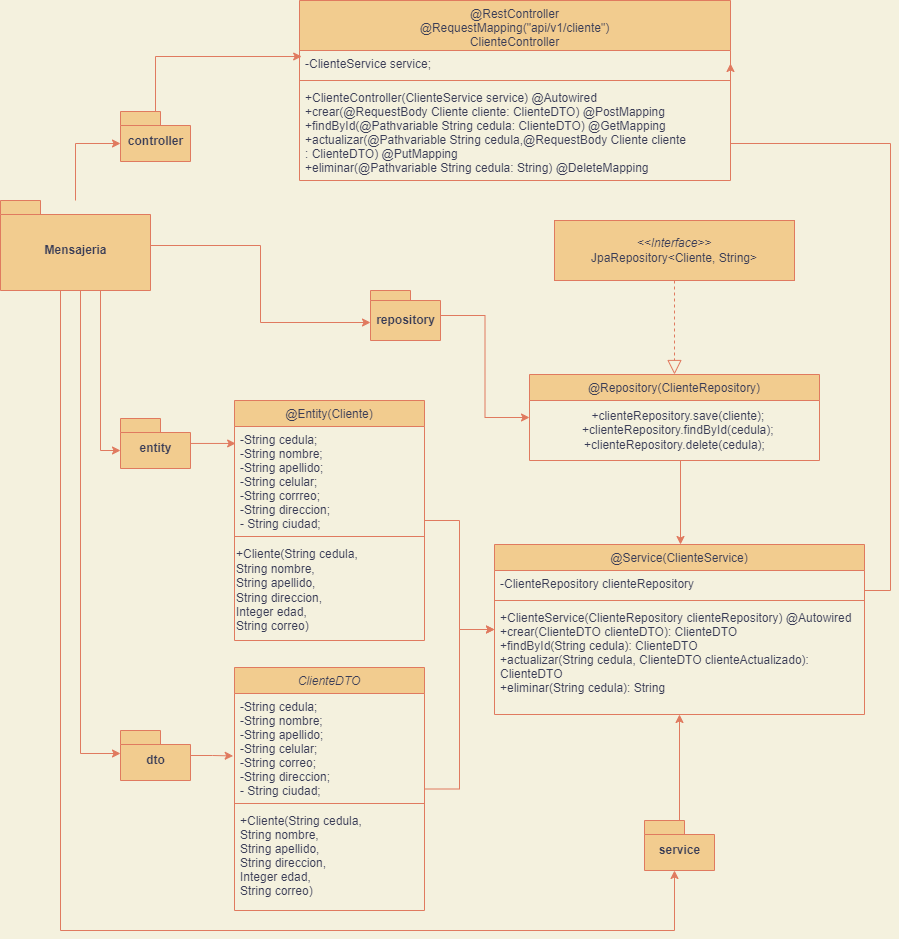 @RestController
@RequestMapping("api/v1/cliente")
ClienteController
-ClienteService service;
+ClienteController(ClienteService service) @Autowired
+crear(@RequestBody Cliente cliente: ClienteDTO) @PostMapping
+findById(@Pathvariable String cedula: ClienteDTO) @GetMapping
+actualizar(@Pathvariable String cedula,@RequestBody Cliente cliente
: ClienteDTO) @PutMapping
+eliminar(@Pathvariable String cedula: String) @DeleteMapping
controller
Mensajeria
<<Interface>>
JpaRepository<Cliente, String>
repository
@Repository(ClienteRepository)
+clienteRepository.save(cliente);
+clienteRepository.findById(cedula);
+clienteRepository.delete(cedula);
entity
@Entity(Cliente)
-String cedula;
-String nombre;
-String apellido;
-String celular;
-String corrreo;
-String direccion;
- String ciudad;
+Cliente(String cedula,
String nombre,
String apellido,
String direccion,
Integer edad,
String correo)
@Service(ClienteService)
-ClienteRepository clienteRepository
+ClienteService(ClienteRepository clienteRepository) @Autowired
+crear(ClienteDTO clienteDTO): ClienteDTO
+findById(String cedula): ClienteDTO
+actualizar(String cedula, ClienteDTO clienteActualizado):
ClienteDTO
+eliminar(String cedula): String
dto
ClienteDTO
-String cedula;
-String nombre;
-String apellido;
-String celular;
-String correo;
-String direccion;
- String ciudad;
+Cliente(String cedula,
String nombre,
String apellido,
String direccion,
Integer edad,
String correo)
service